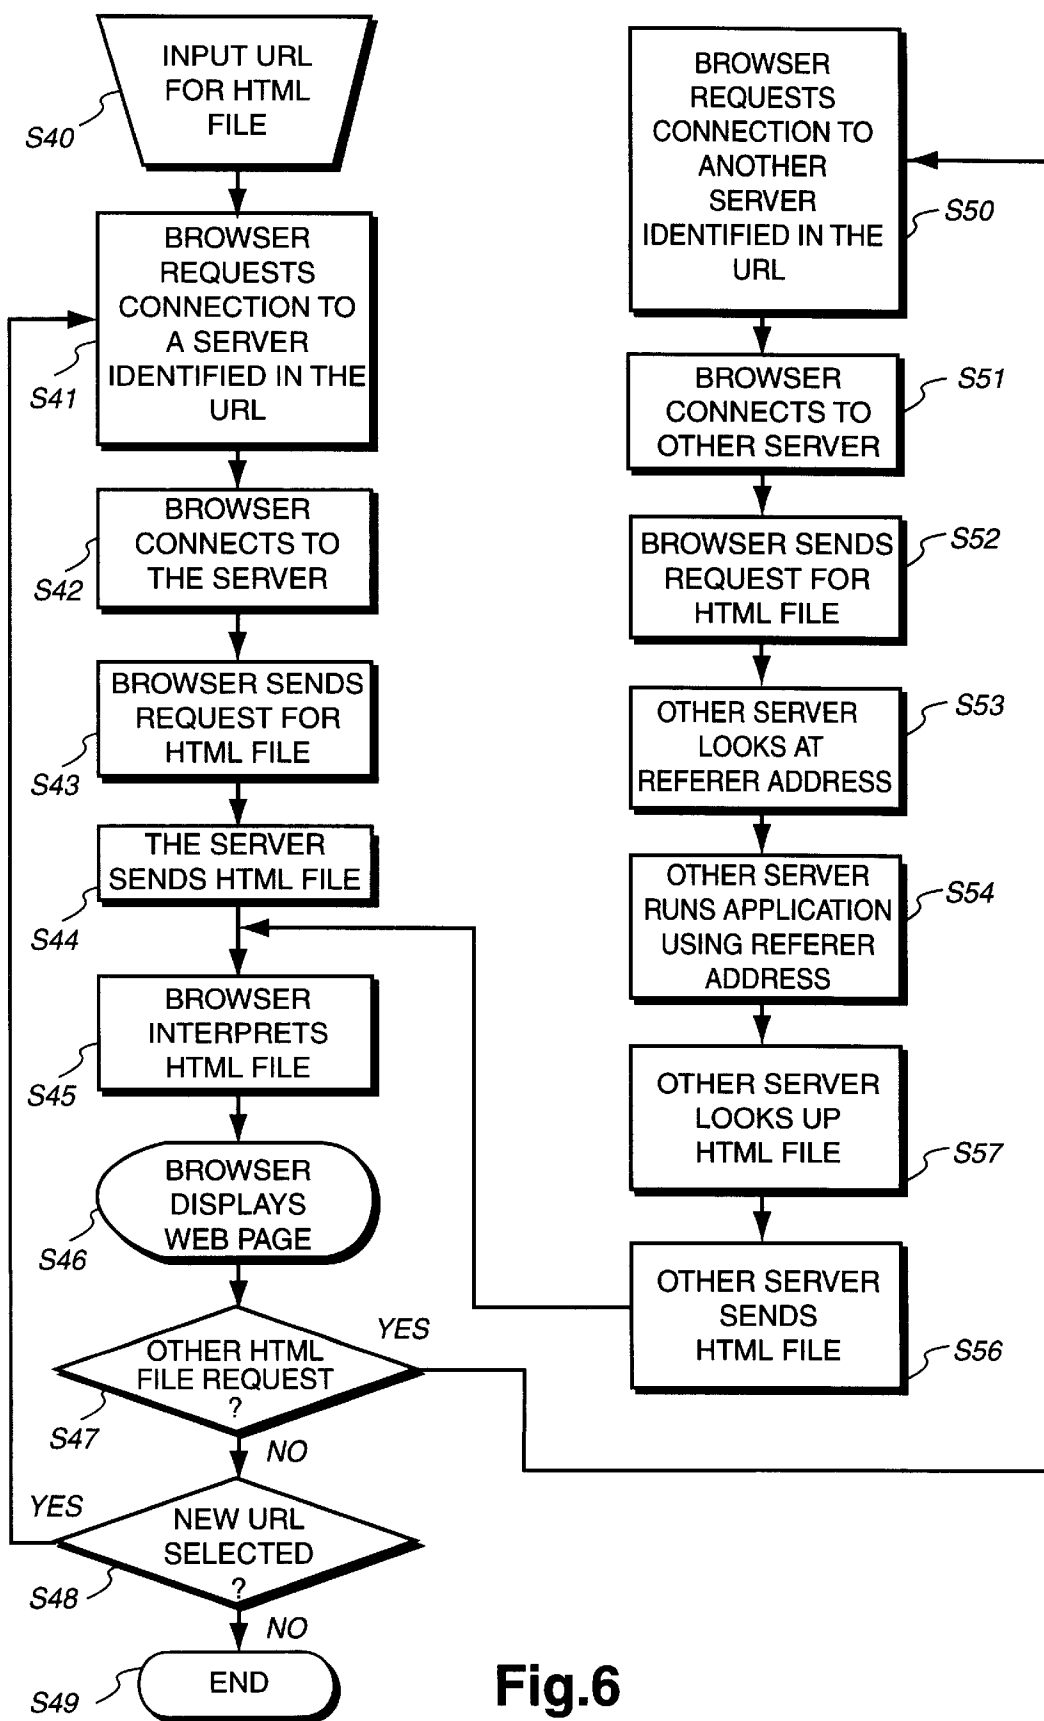 INPUT URL
FOR HTML
FILE
S40
BROWSER
REQUESTS
CONNECTION TO
A SERVER
IDENTIFIED IN THE
URL
S41
BROWSER
CONNECTS TO
THE SERVER
S42
BROWSER SENDS
REQUEST FOR
HTML FILE
S43
THE SERVER
SENDS HTML FILE
S44
BROWSER
INTERPRETS
HTML FILE
S45
BROWSER
DISPLAYS
WEB PAGE
S46
OTHER HTML
FILE REQUEST
?
S47
YES
NO
NEW URL
SELECTED
?
S48
YES
NO
END
S49
BROWSER
REQUESTS
CONNECTION TO
ANOTHER
SERVER
IDENTIFIED IN THE
URL
S50
BROWSER
CONNECTS TO
OTHER SERVER
S51
BROWSER SENDS
REQUEST FOR
HTML FILE
S52
OTHER SERVER
LOOKS AT
REFERER ADDRESS
S53
OTHER SERVER
RUNS APPLICATION
USING REFERER
ADDRESS
S54
OTHER SERVER
LOOKS UP
HTML FILE
S57
OTHER SERVER
SENDS
HTML FILE
S56
Fig.6